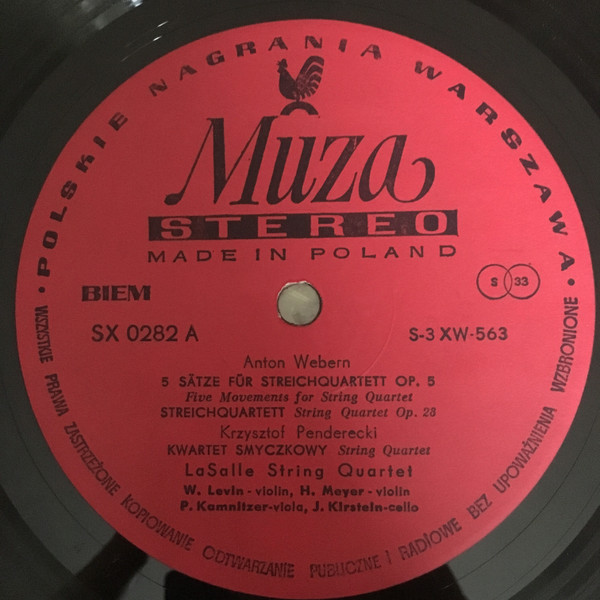 • POLSKIE NAGRANIA WARSZAWA •
Muza
STEREO
MADE IN POLAND
BIEM
S 33
SX 0282 A
S-3 XW-563
Anton Webern
5 SÄTZE FÜR STREICHQUARTETT OP. 5
Five Movements for String Quartet
STREICHQUARTETT String Quartet Op. 28
Krzysztof Penderecki
KWARTET SMYCZKOWY String Quartet
LaSalle String Quartet
W. Levin - violin, H. Meyer - violin
P. Kamnitzer-viola, J. Kirstein-cello
WSZYSTKIE PRAWA ZASTRZEŻONE KOPIOWANIE ODTWARZANIE PUBLICZNE I RADIOWE BEZ UPOWAŻNIENIA WZBRONIONE